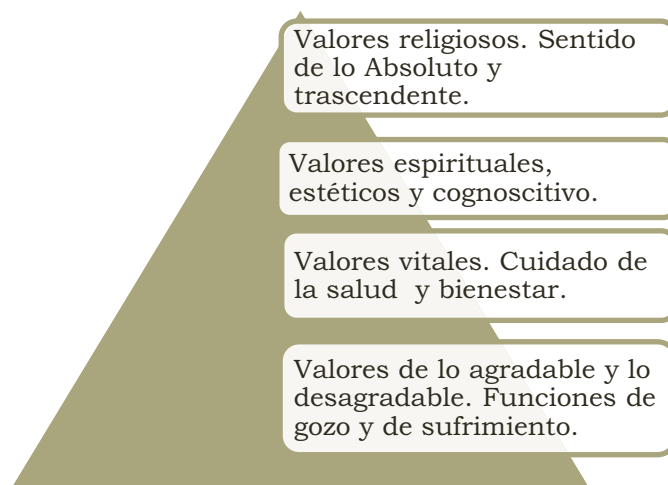 Valores religiosos. Sentido
de lo Absoluto y
trascendente.
Valores espirituales,
estéticos y cognoscitivo.
Valores vitales. Cuidado de
la salud  y bienestar.
Valores de lo agradable y lo
desagradable. Funciones de
gozo y de sufrimiento.